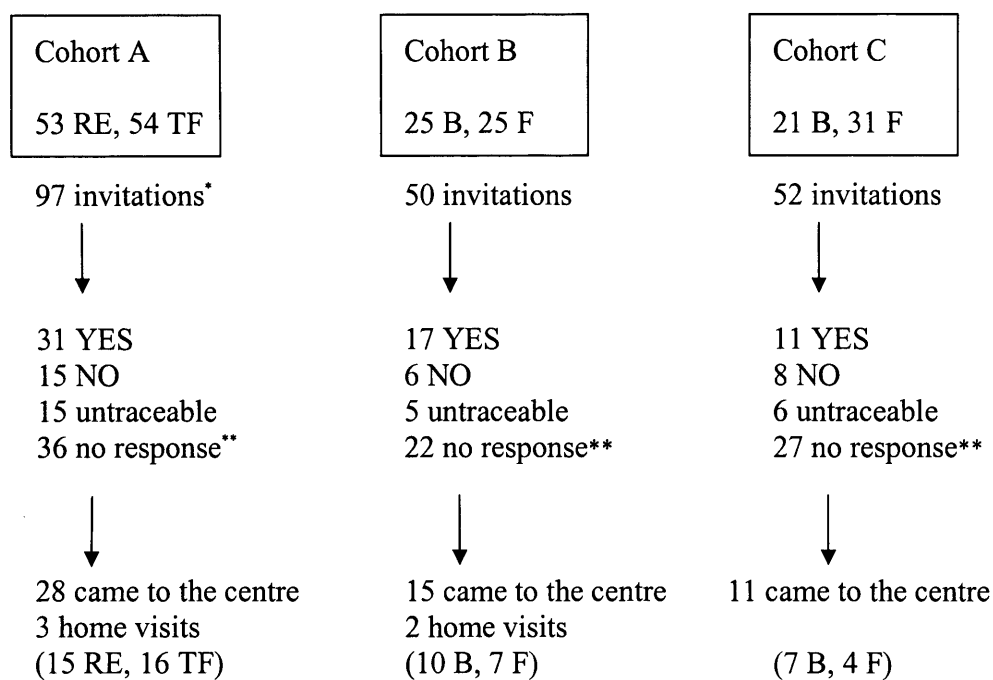 Cohort A
53 RE, 54 TF
97 invitations*
31 YES
15 NO
15 untraceable
36 no response**
28 came to the centre
3 home visits
(15 RE, 16 TF)
Cohort B
25 B, 25 F
50 invitations
17 YES
6 NO
5 untraceable
22 no response**
15 came to the centre
2 home visits
(10 B, 7 F)
Cohort C
21 B, 31 F
52 invitations
11 YES
8 NO
6 untraceable
27 no response**
11 came to the centre
(7 B, 4 F)